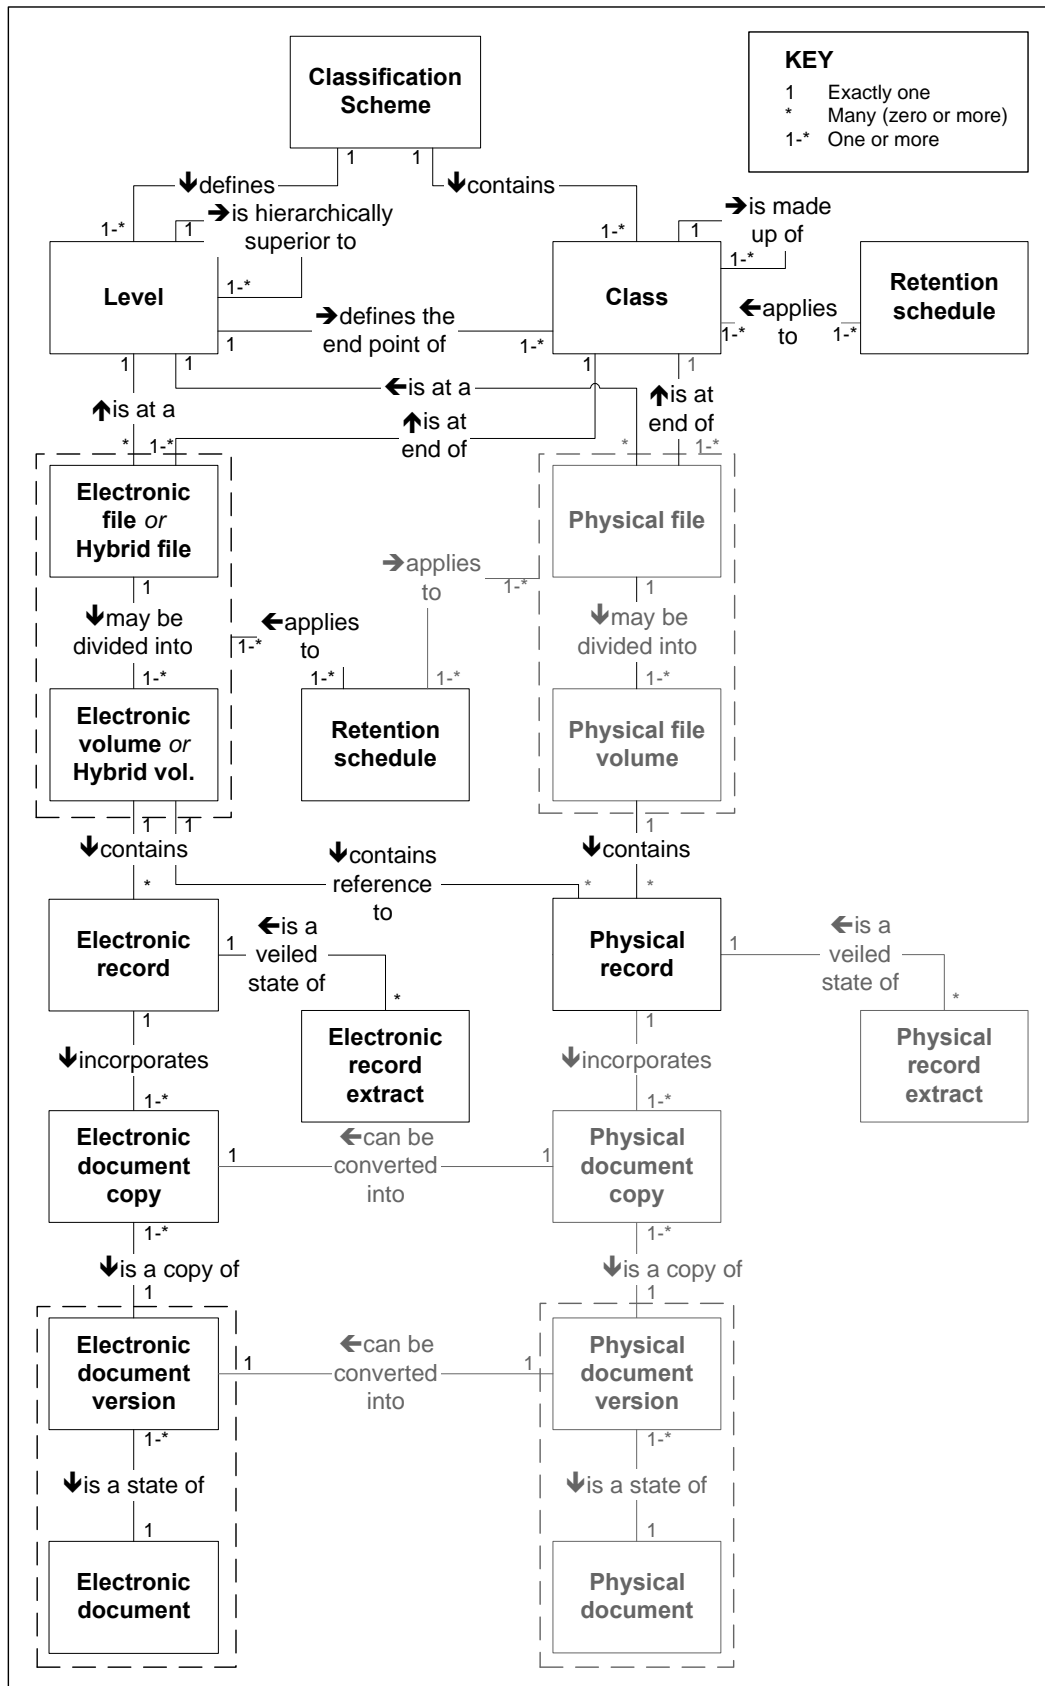 Classification
Scheme
KEY
1 Exactly one
* Many (zero or more)
1-* One or more
1
1
🡻defines
🡻contains
1-*
1
🡺is hierarchically
superior to
1-*
1-*
1
🡺is made
up of
1-*
Level
Class
Retention
schedule
1
🡺defines the
end point of
1-*
1-*
🡸applies
to
1-*
1
1
1
1
🡸is at a
🡹is at a
🡹is at
end of
🡹is at
end of
*
1-*
*
1-*
Electronic
file or
Hybrid file
Physical file
🡺applies
to
1-*
1
1
🡻may be
divided into
🡻may be
divided into
🡸applies
to
1-*
1-*
1-*
1-*
1-*
Electronic
volume or
Hybrid vol.
Retention
schedule
Physical file
volume
1
1
1
🡻contains
🡻contains
reference
to
🡻contains
*
*
*
Electronic
record
1
🡸is a
veiled
state of
*
Physical
record
1
🡸is a
veiled
state of
*
1
Electronic
record
extract
1
Physical
record
extract
🡻incorporates
🡻incorporates
1-*
1-*
Electronic
document
copy
1
🡸can be
converted
into
1
Physical
document
copy
1-*
1-*
🡻is a copy of
🡻is a copy of
1
1
Electronic
document
version
1
🡸can be
converted
into
1
Physical
document
version
1-*
1-*
🡻is a state of
🡻is a state of
1
1
Electronic
document
Physical
document